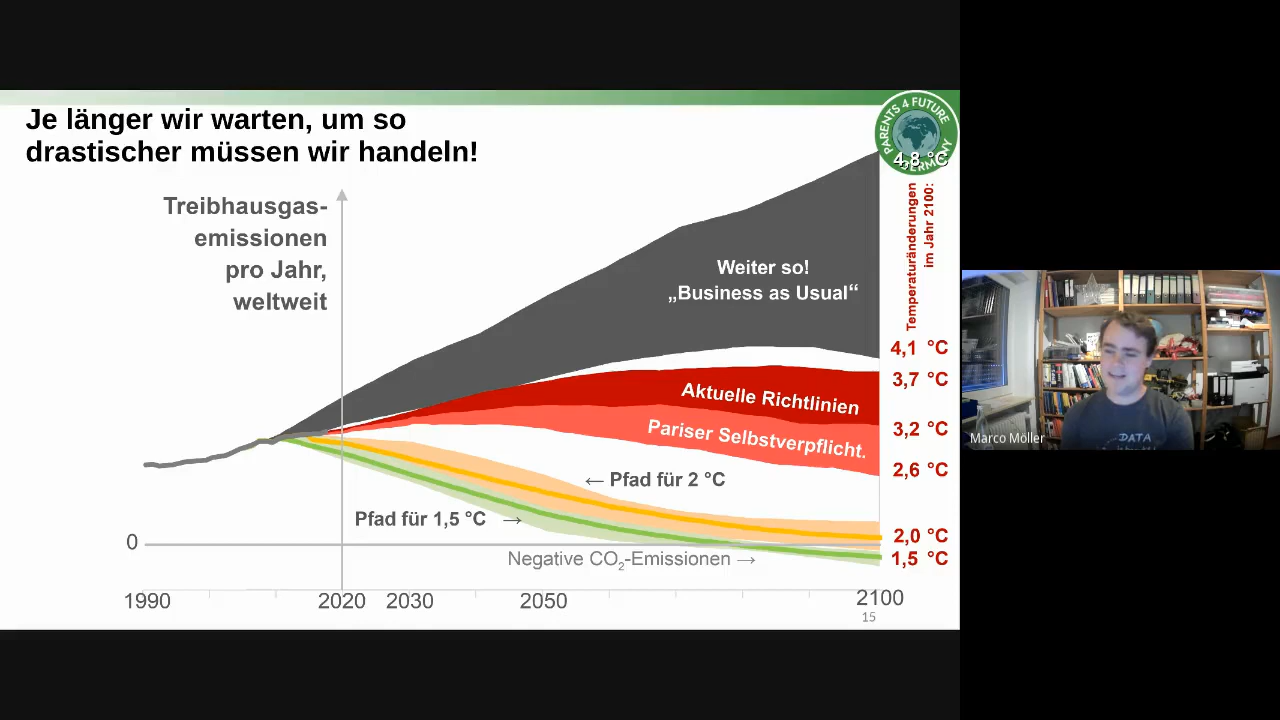 Je länger wir warten, um so
drastischer müssen wir handeln!
PARENTS 4 FUTURE
GERMANY
4,8 °C
Treibhausgas-
emissionen
pro Jahr,
weltweit
Temperaturänderungen
im Jahr 2100:
Weiter so!
„Business as Usual“
4,1 °C
3,7 °C
Aktuelle Richtlinien
3,2 °C
Pariser Selbstverpflicht.
2,6 °C
← Pfad für 2 °C
Pfad für 1,5 °C →
2,0 °C
0
Negative CO₂-Emissionen →
1,5 °C
1990
2020
2030
2050
2100
15
Marco Möller
DATA